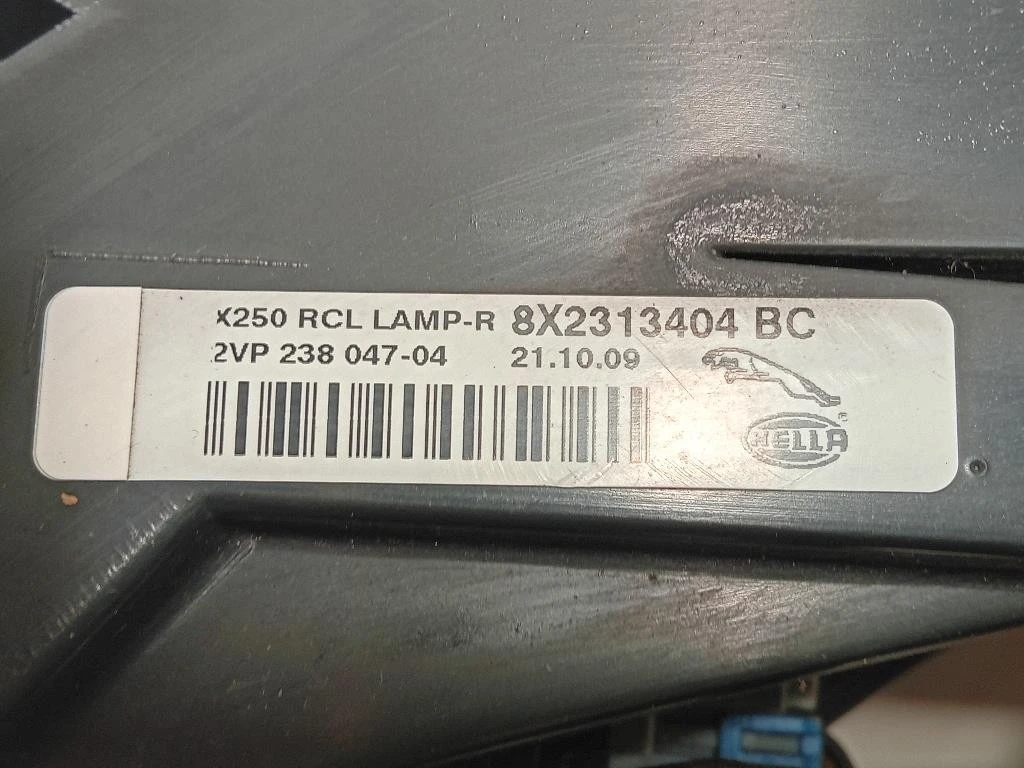 X250 RCL LAMP-R 8X2313404 BC
2VP 238 047-04 21.10.09
HELLA ®